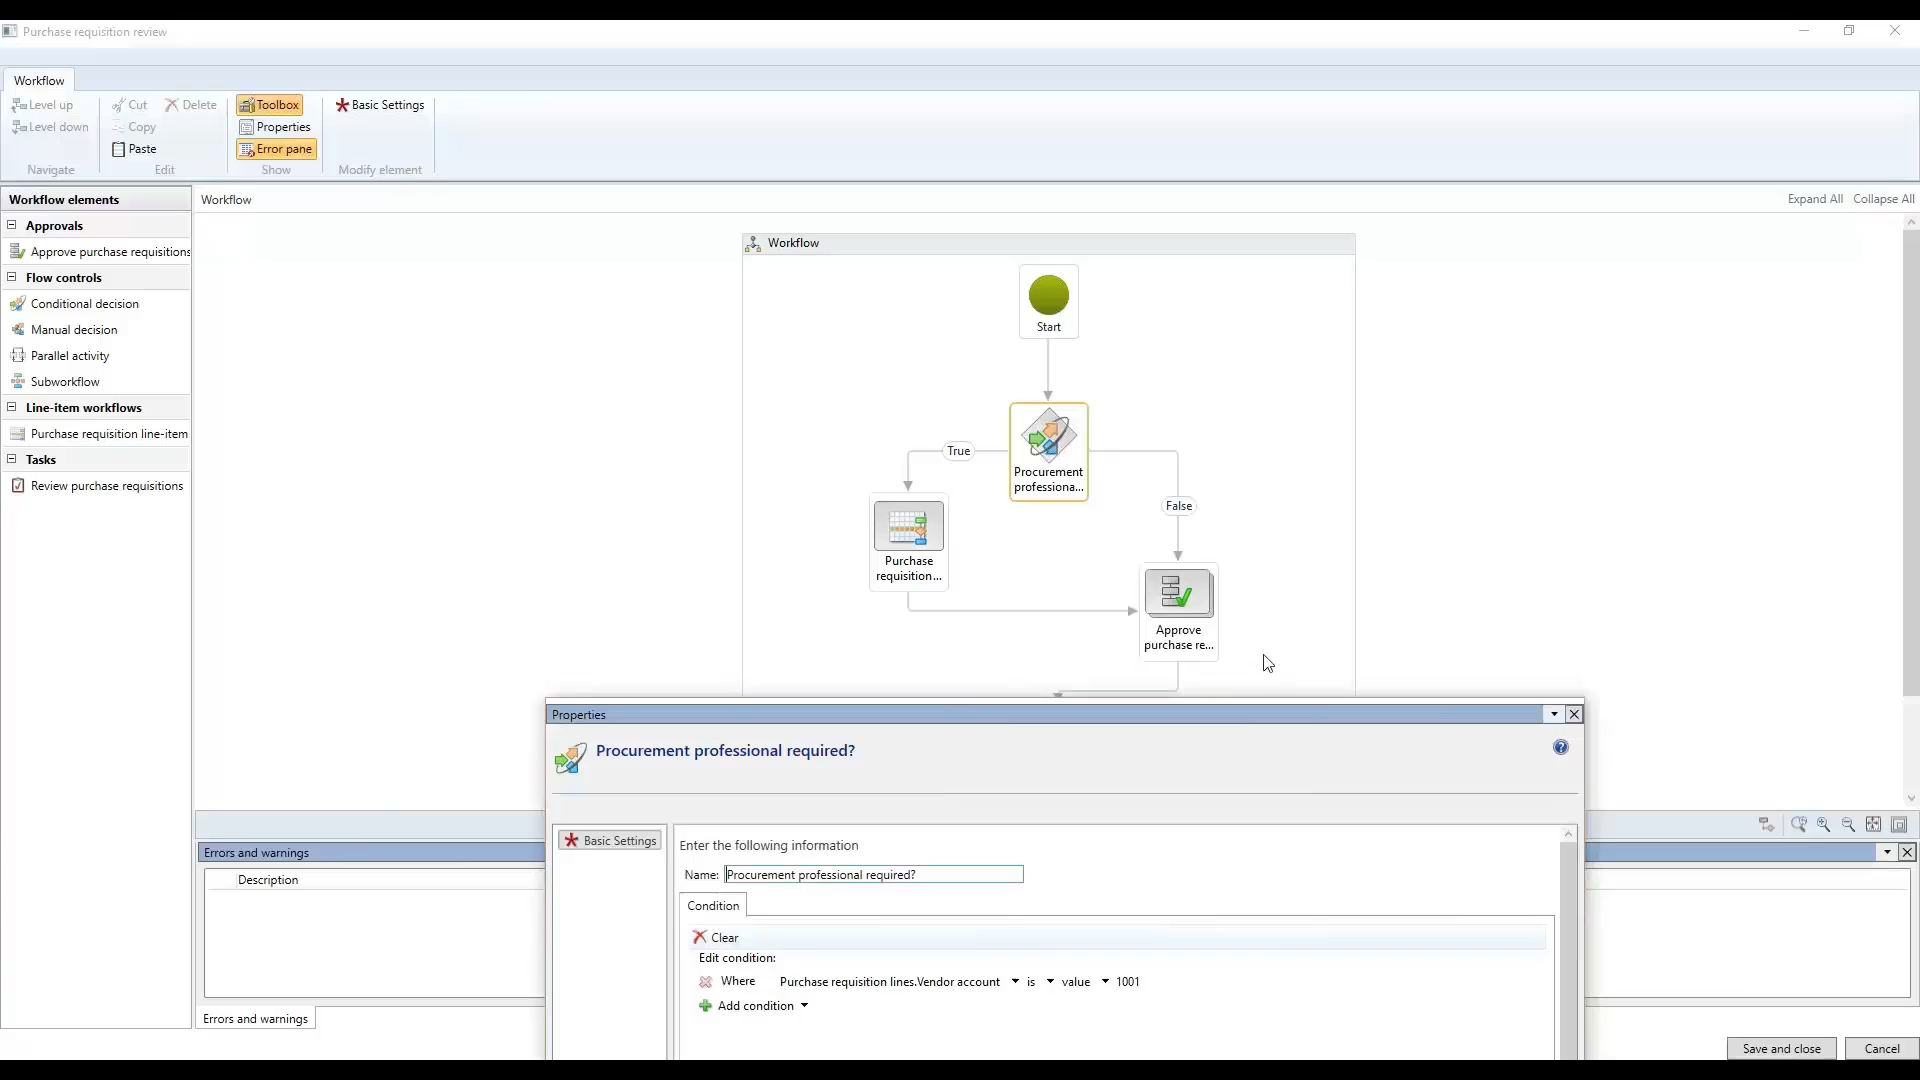 Purchase requisition review
Workflow
Level up
Level down
Navigate
Cut
Delete
Copy
Paste
Edit
Toolbox
Properties
Error pane
Show
Basic Settings
Modify element
Workflow elements
Approvals
Approve purchase requisitions
Flow controls
Conditional decision
Manual decision
Parallel activity
Subworkflow
Line-item workflows
Purchase requisition line-item
Tasks
Review purchase requisitions
Workflow
Expand All
Collapse All
Workflow
Start
Procurement
professiona...
True
False
Purchase
requisition...
Approve
purchase re...
Properties
Procurement professional required?
Basic Settings
Enter the following information
Name: Procurement professional required?
Condition
Clear
Edit condition:
Where Purchase requisition lines.Vendor account is value 1001
Add condition
Errors and warnings
Description
Errors and warnings
Save and close
Cancel